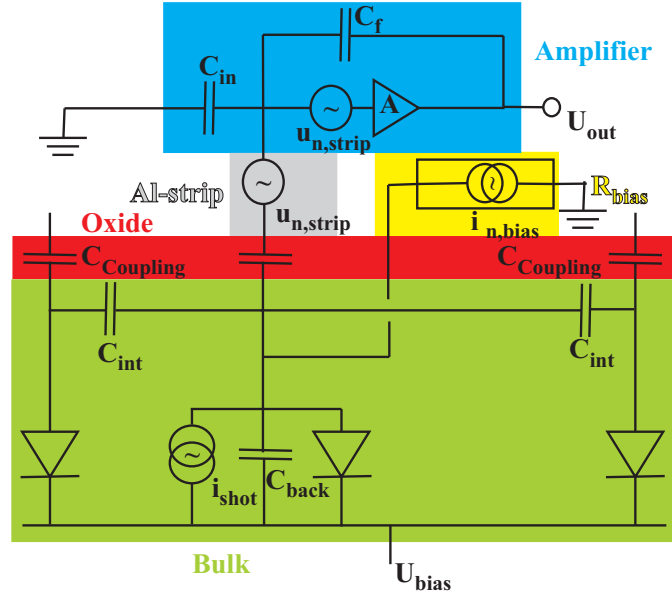 C_f
Amplifier
C_in
A
U_out
u_n,strip
Al-strip
R_bias
u_n,strip
i_n,bias
Oxide
C_Coupling
C_Coupling
C_int
C_int
i_shot
C_back
Bulk
U_bias